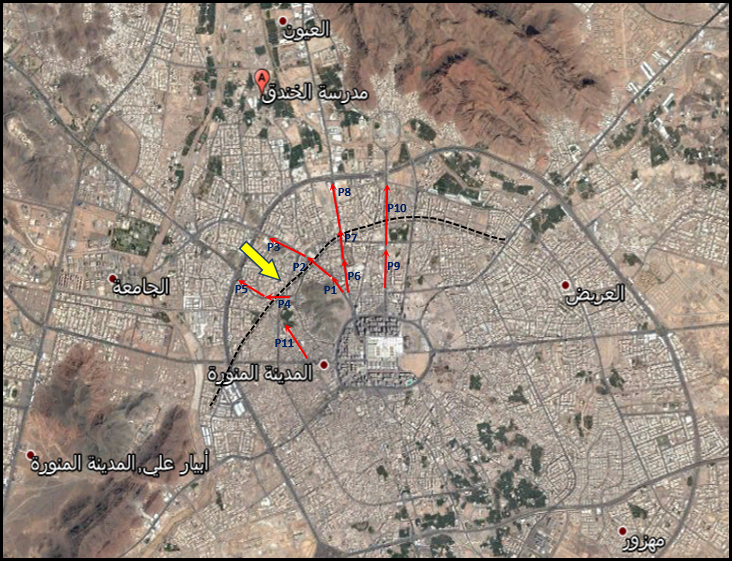 العيون
A
مدرسة الخندق
P8
P10
P3
P7
P2
P9
P6
P1
P5
P4
الجامعة
العريض
P11
المدينة المنورة
أبيار علي, المدينة المنورة
مهزور